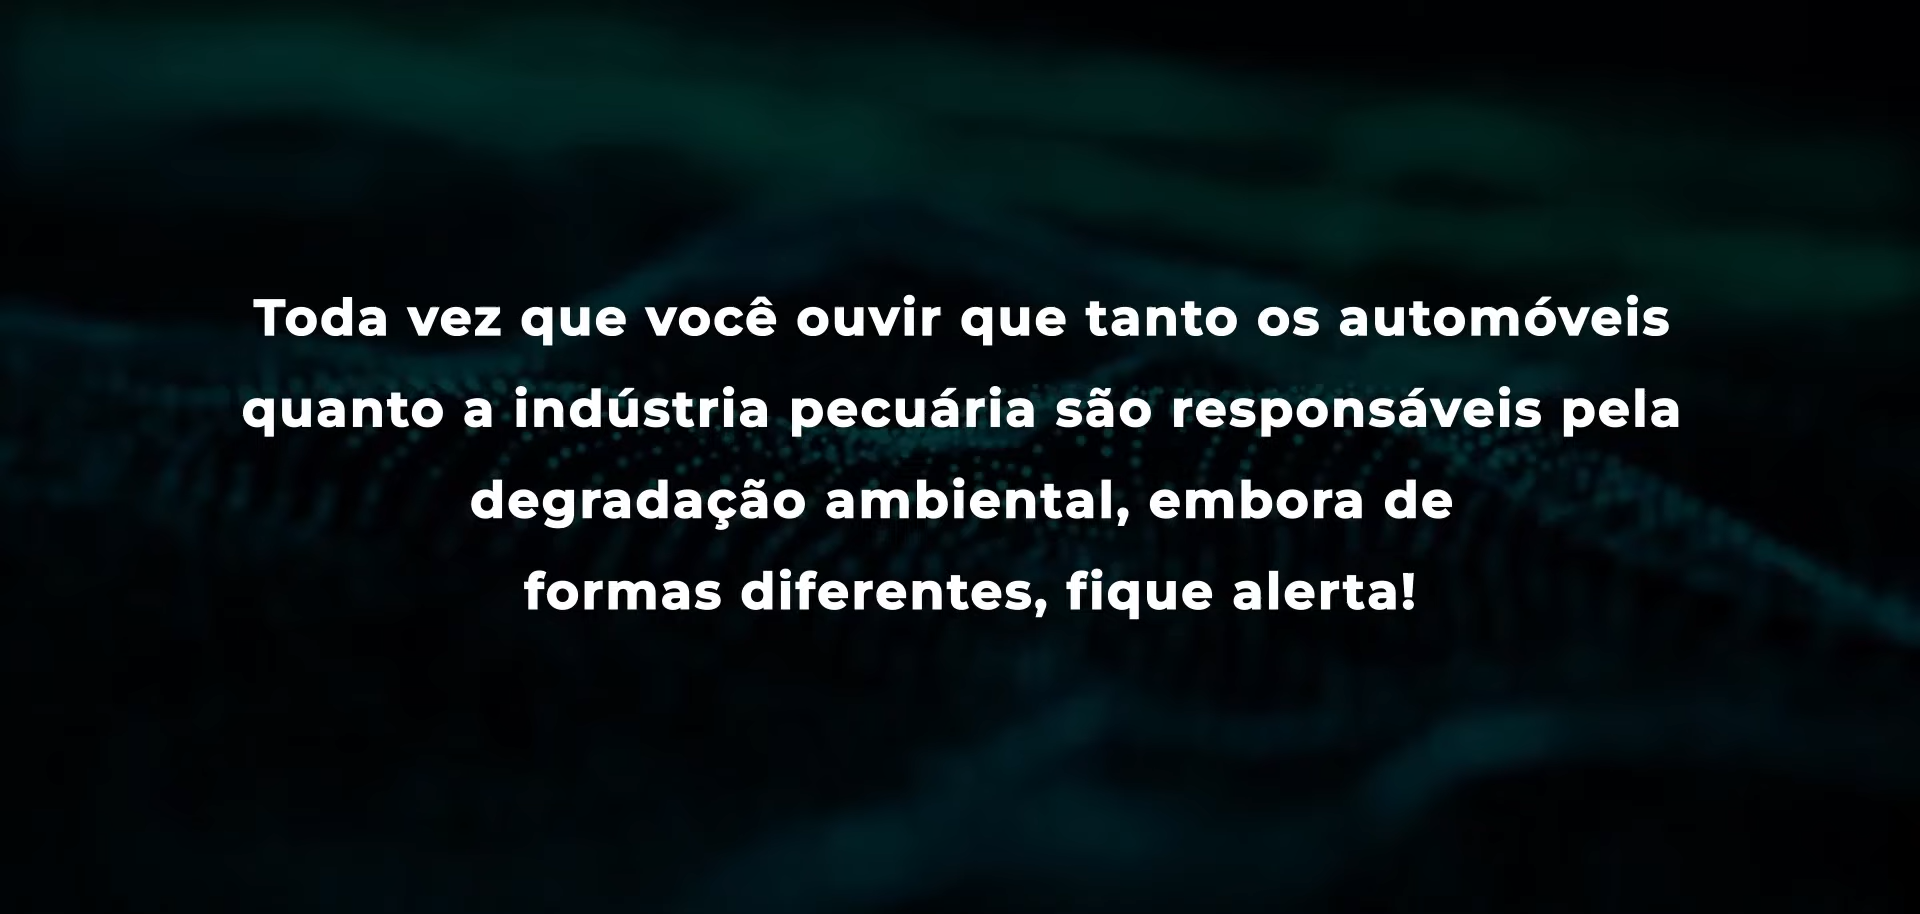 Toda vez que você ouvir que tanto os automóveis
quanto a indústria pecuária são responsáveis pela
degradação ambiental, embora de
formas diferentes, fique alerta!